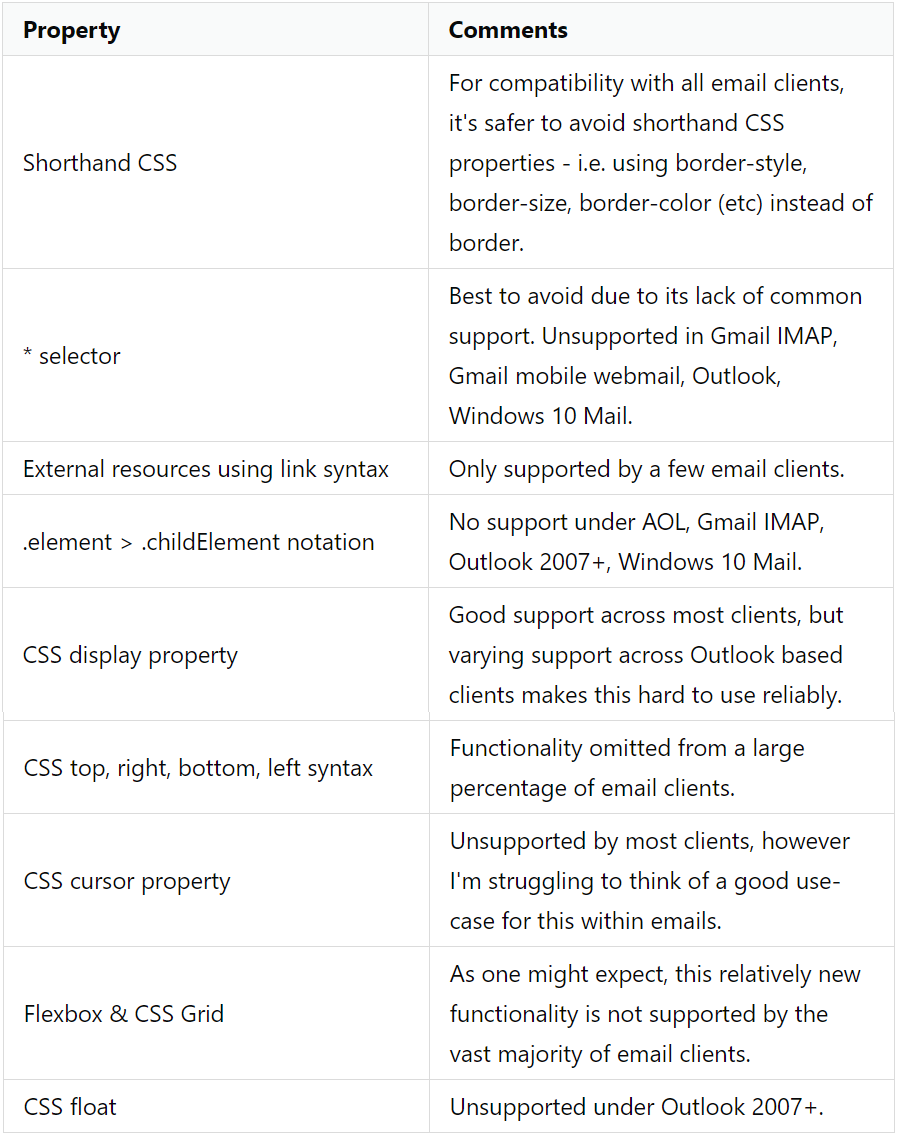 Property
Comments
Shorthand CSS
For compatibility with all email clients,
it's safer to avoid shorthand CSS
properties - i.e. using border-style,
border-size, border-color (etc) instead of
border.
* selector
Best to avoid due to its lack of common
support. Unsupported in Gmail IMAP,
Gmail mobile webmail, Outlook,
Windows 10 Mail.
External resources using link syntax
Only supported by a few email clients.
.element > .childElement notation
No support under AOL, Gmail IMAP,
Outlook 2007+, Windows 10 Mail.
CSS display property
Good support across most clients, but
varying support across Outlook based
clients makes this hard to use reliably.
CSS top, right, bottom, left syntax
Functionality omitted from a large
percentage of email clients.
CSS cursor property
Unsupported by most clients, however
I'm struggling to think of a good use-
case for this within emails.
Flexbox & CSS Grid
As one might expect, this relatively new
functionality is not supported by the
vast majority of email clients.
CSS float
Unsupported under Outlook 2007+.